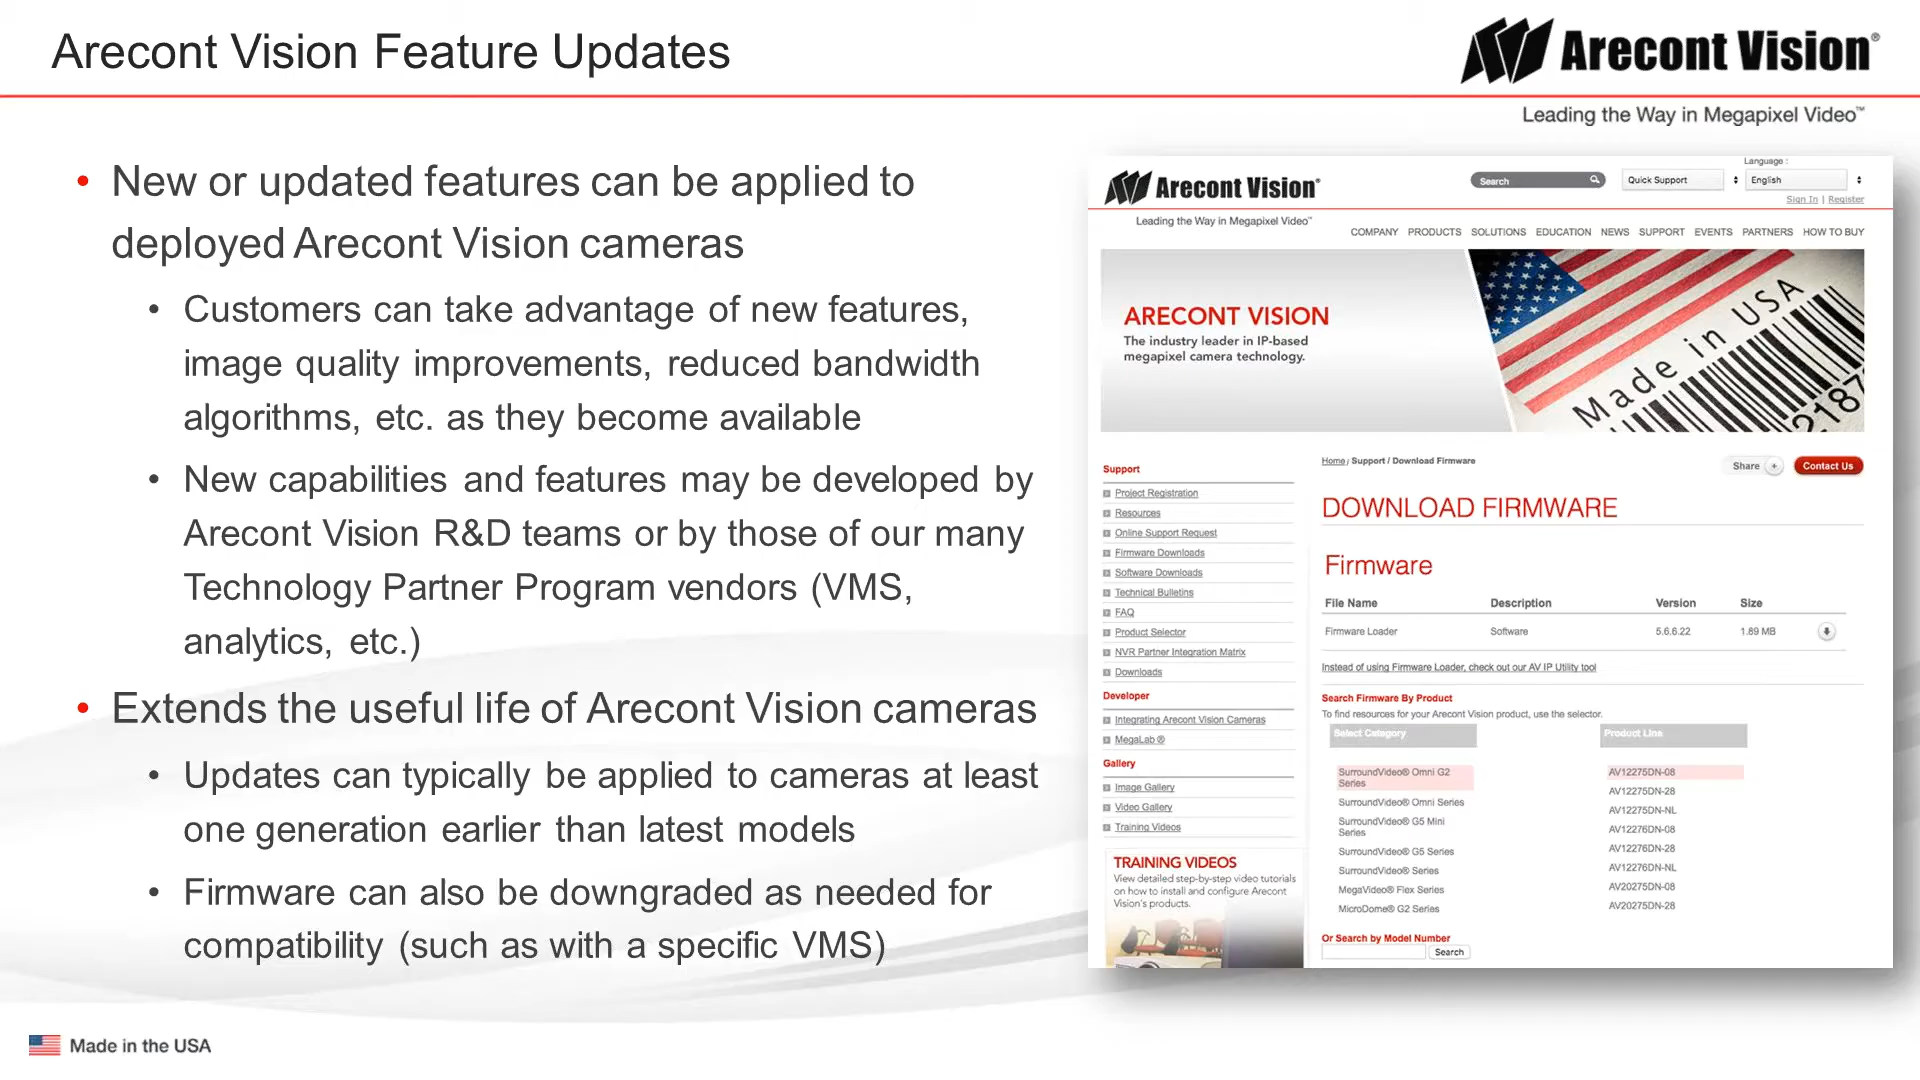 Arecont Vision Feature Updates
Arecont Vision®
Leading the Way in Megapixel Video™
• New or updated features can be applied to
deployed Arecont Vision cameras
• Customers can take advantage of new features,
image quality improvements, reduced bandwidth
algorithms, etc. as they become available
• New capabilities and features may be developed by
Arecont Vision R&D teams or by those of our many
Technology Partner Program vendors (VMS,
analytics, etc.)
• Extends the useful life of Arecont Vision cameras
• Updates can typically be applied to cameras at least
one generation earlier than latest models
• Firmware can also be downgraded as needed for
compatibility (such as with a specific VMS)
Made in the USA
Language :
Arecont Vision®
Search
Quick Support
English
Sign In | Register
Leading the Way in Megapixel Video™
COMPANY PRODUCTS SOLUTIONS EDUCATION NEWS SUPPORT EVENTS PARTNERS HOW TO BUY
ARECONT VISION
The industry leader in IP-based
megapixel camera technology.
Made in USA
218
Support
Project Registration
Resources
Online Support Request
Firmware Downloads
Software Downloads
Technical Bulletins
FAQ
Product Selector
NVR Partner Integration Matrix
Downloads
Developer
Integrating Arecont Vision Cameras
MegaLab ®
Gallery
Image Gallery
Video Gallery
Training Videos
TRAINING VIDEOS
View detailed step-by-step video tutorials
on how to install and configure Arecont
Vision's products.
Home / Support / Download Firmware
Share +
Contact Us
DOWNLOAD FIRMWARE
Firmware
File Name Description Version Size
Firmware Loader Software 5.6.6.22 1.89 MB
Instead of using Firmware Loader, check out our AV IP Utility tool
Search Firmware By Product
To find resources for your Arecont Vision product, use the selector.
Select Category
SurroundVideo® Omni G2
Series
SurroundVideo® Omni Series
SurroundVideo® G5 Mini
Series
SurroundVideo® G5 Series
SurroundVideo® Series
MegaVideo® Flex Series
MicroDome® G2 Series
Product Line
AV12275DN-08
AV12275DN-28
AV12275DN-NL
AV12276DN-08
AV12276DN-28
AV12276DN-NL
AV20275DN-08
AV20275DN-28
Or Search by Model Number
Search